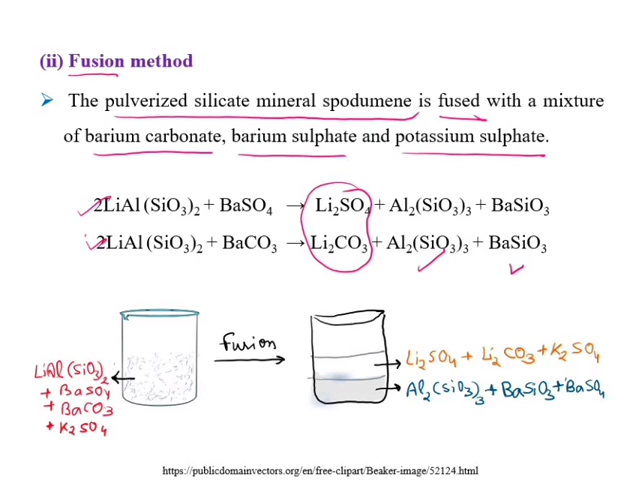 (ii) Fusion method
➤ The pulverized silicate mineral spodumene is fused with a mixture
of barium carbonate, barium sulphate and potassium sulphate.
2LiAl(SiO₃)₂ + BaSO₄ → Li₂SO₄ + Al₂(SiO₃)₃ + BaSiO₃
2LiAl(SiO₃)₂ + BaCO₃ → Li₂CO₃ + Al₂(SiO₃)₃ + BaSiO₃
Fusion
LiAl(SiO₃)₂
+ BaSO₄
+ BaCO₃
+ K₂SO₄
Li₂SO₄ + Li₂CO₃ + K₂SO₄
Al₂(SiO₃)₃ + BaSiO₃ + BaSO₄
https://publicdomainvectors.org/en/free-clipart/Beaker-image/52124.html